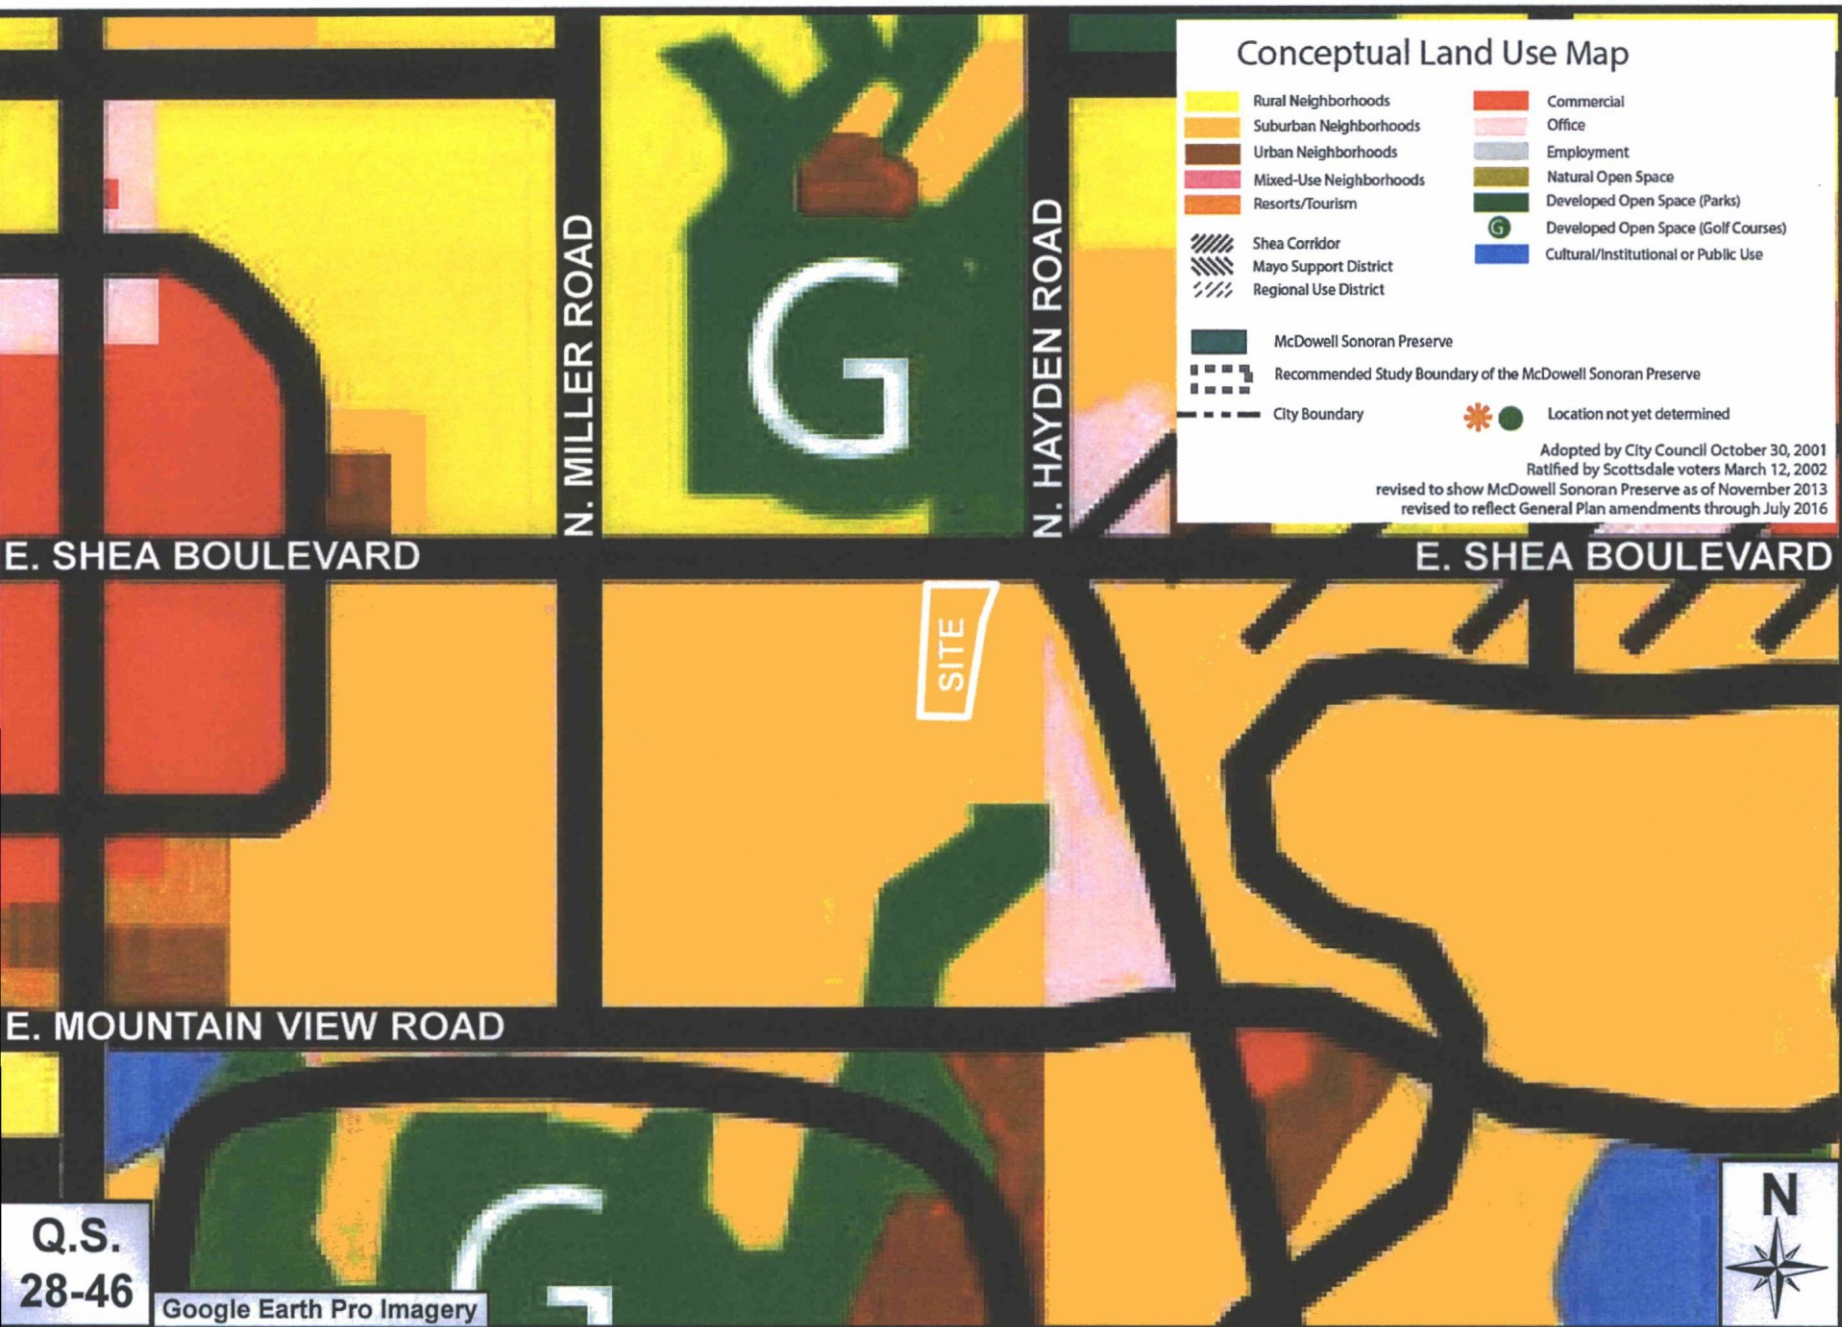 Conceptual Land Use Map
Rural Neighborhoods
Suburban Neighborhoods
Urban Neighborhoods
Mixed-Use Neighborhoods
Resorts/Tourism
Commercial
Office
Employment
Natural Open Space
Developed Open Space (Parks)
G
Developed Open Space (Golf Courses)
Cultural/Institutional or Public Use
Shea Corridor
Mayo Support District
Regional Use District
McDowell Sonoran Preserve
Recommended Study Boundary of the McDowell Sonoran Preserve
City Boundary
Location not yet determined
Adopted by City Council October 30, 2001
Ratified by Scottsdale voters March 12, 2002
revised to show McDowell Sonoran Preserve as of November 2013
revised to reflect General Plan amendments through July 2016
N. MILLER ROAD
G
N. HAYDEN ROAD
E. SHEA BOULEVARD
E. SHEA BOULEVARD
SITE
E. MOUNTAIN VIEW ROAD
G
Q.S.
28-46
Google Earth Pro Imagery
N